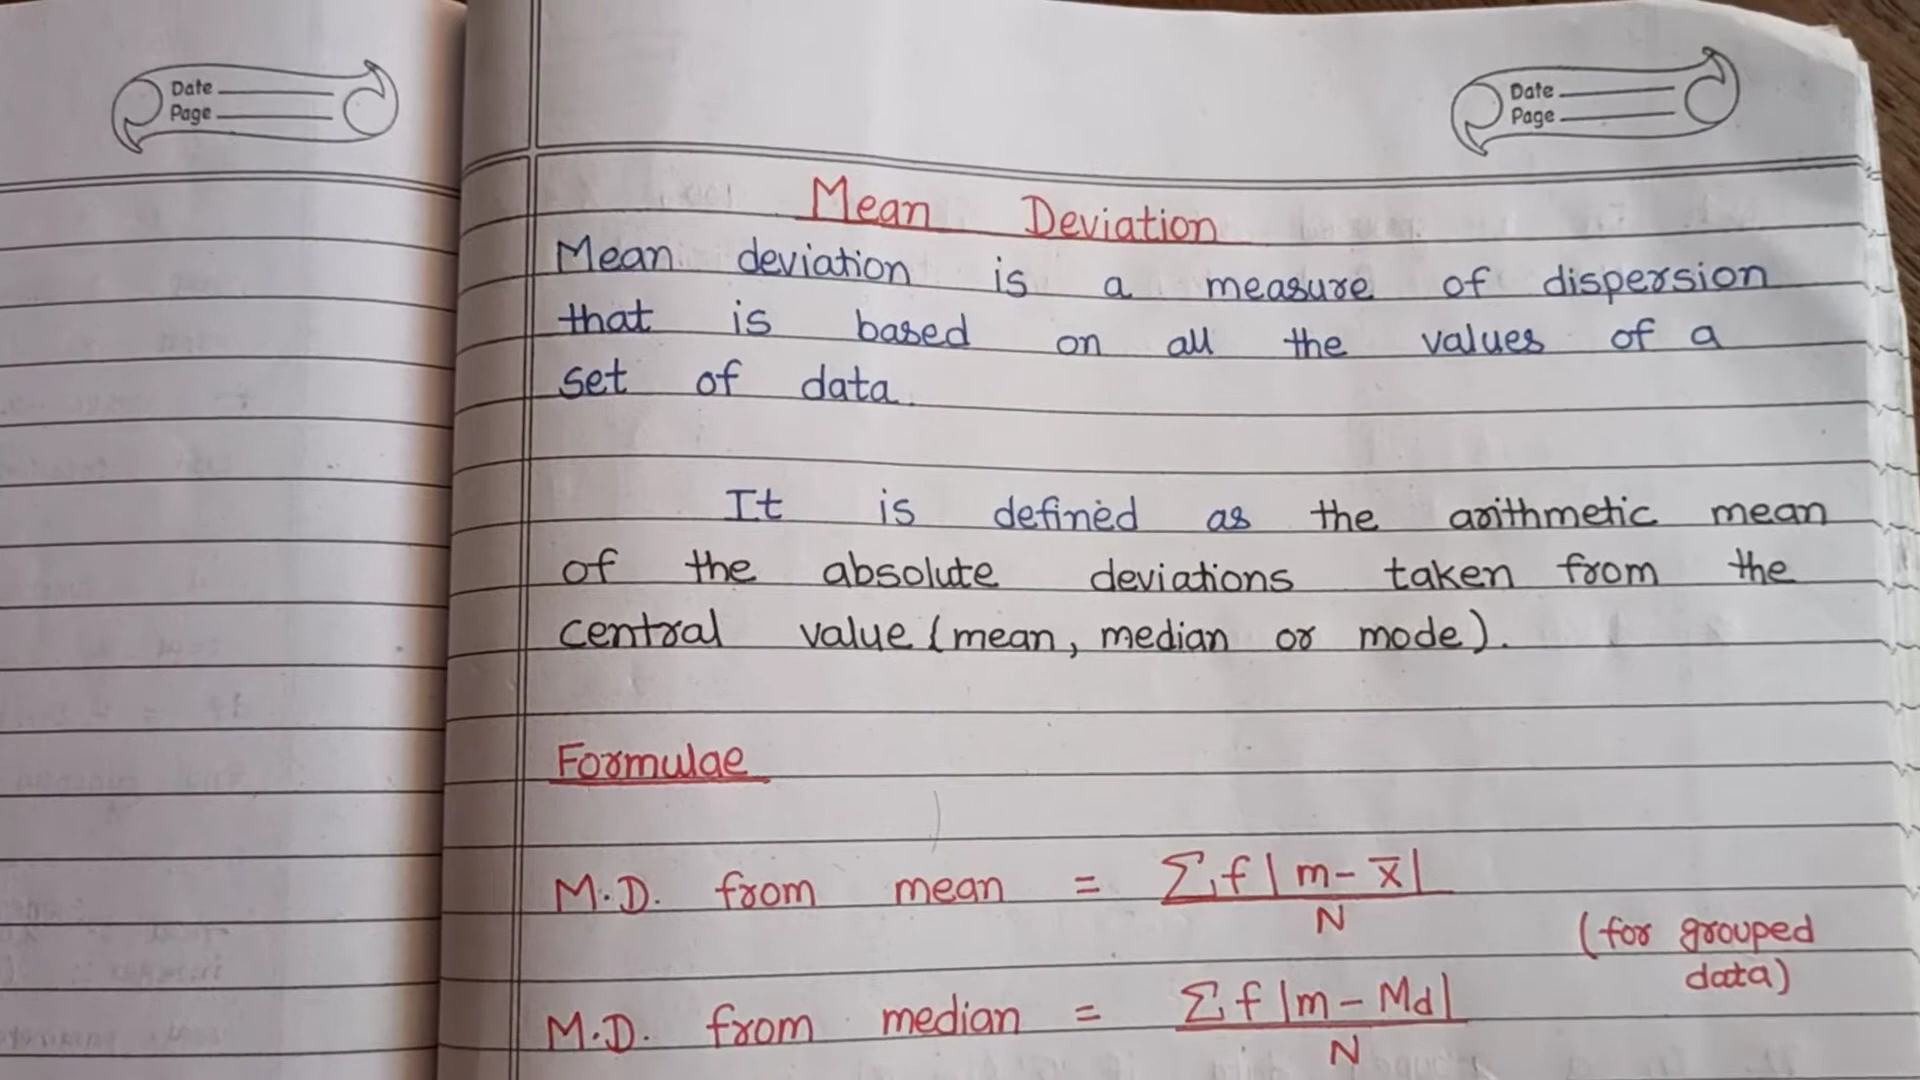 Date
Page
Date
Page
Mean Deviation
Mean deviation is a measure of dispersion
that is based on all the values of a
set of data.
It is defined as the arithmetic mean
of the absolute deviations taken from the
central value (mean, median or mode).
Formulae
M.D. from mean = Σf|m-x̅|
N
(for grouped
data)
M.D. from median = Σf|m-Md|
N